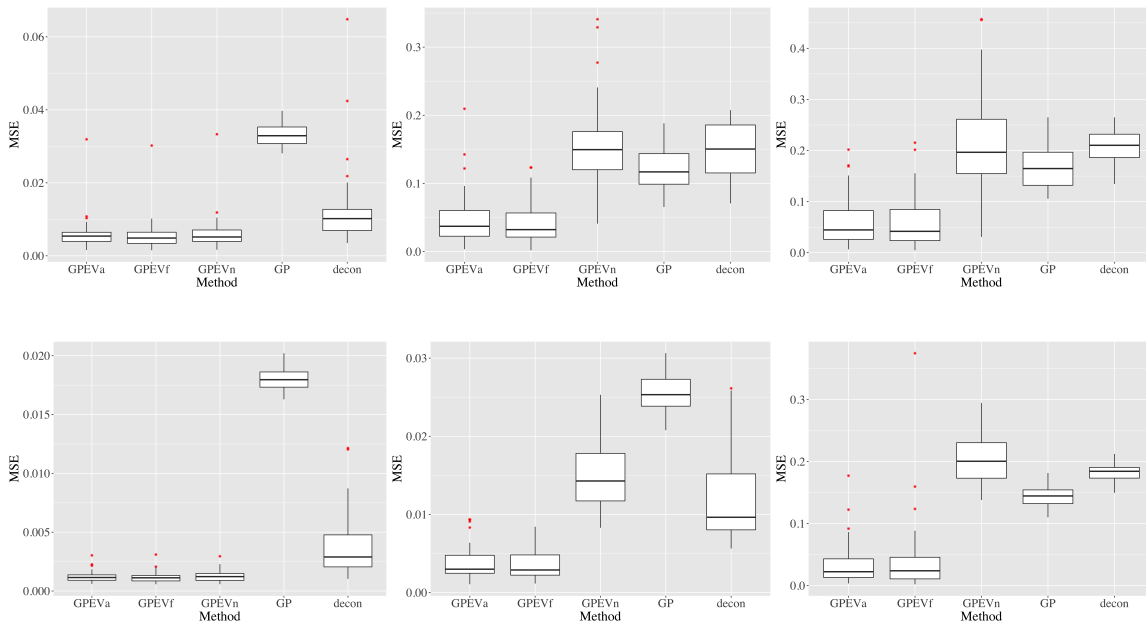 0.06
0.04
0.02
0.00
MSE
GPEVa GPEVf GPEVn GP decon
Method
0.3
0.2
0.1
0.0
MSE
GPEVa GPEVf GPEVn GP decon
Method
0.4
0.3
0.2
0.1
0.0
MSE
GPEVa GPEVf GPEVn GP decon
Method
0.020
0.015
0.010
0.005
0.000
MSE
GPEVa GPEVf GPEVn GP decon
Method
0.03
0.02
0.01
0.00
MSE
GPEVa GPEVf GPEVn GP decon
Method
0.3
0.2
0.1
0.0
MSE
GPEVa GPEVf GPEVn GP decon
Method